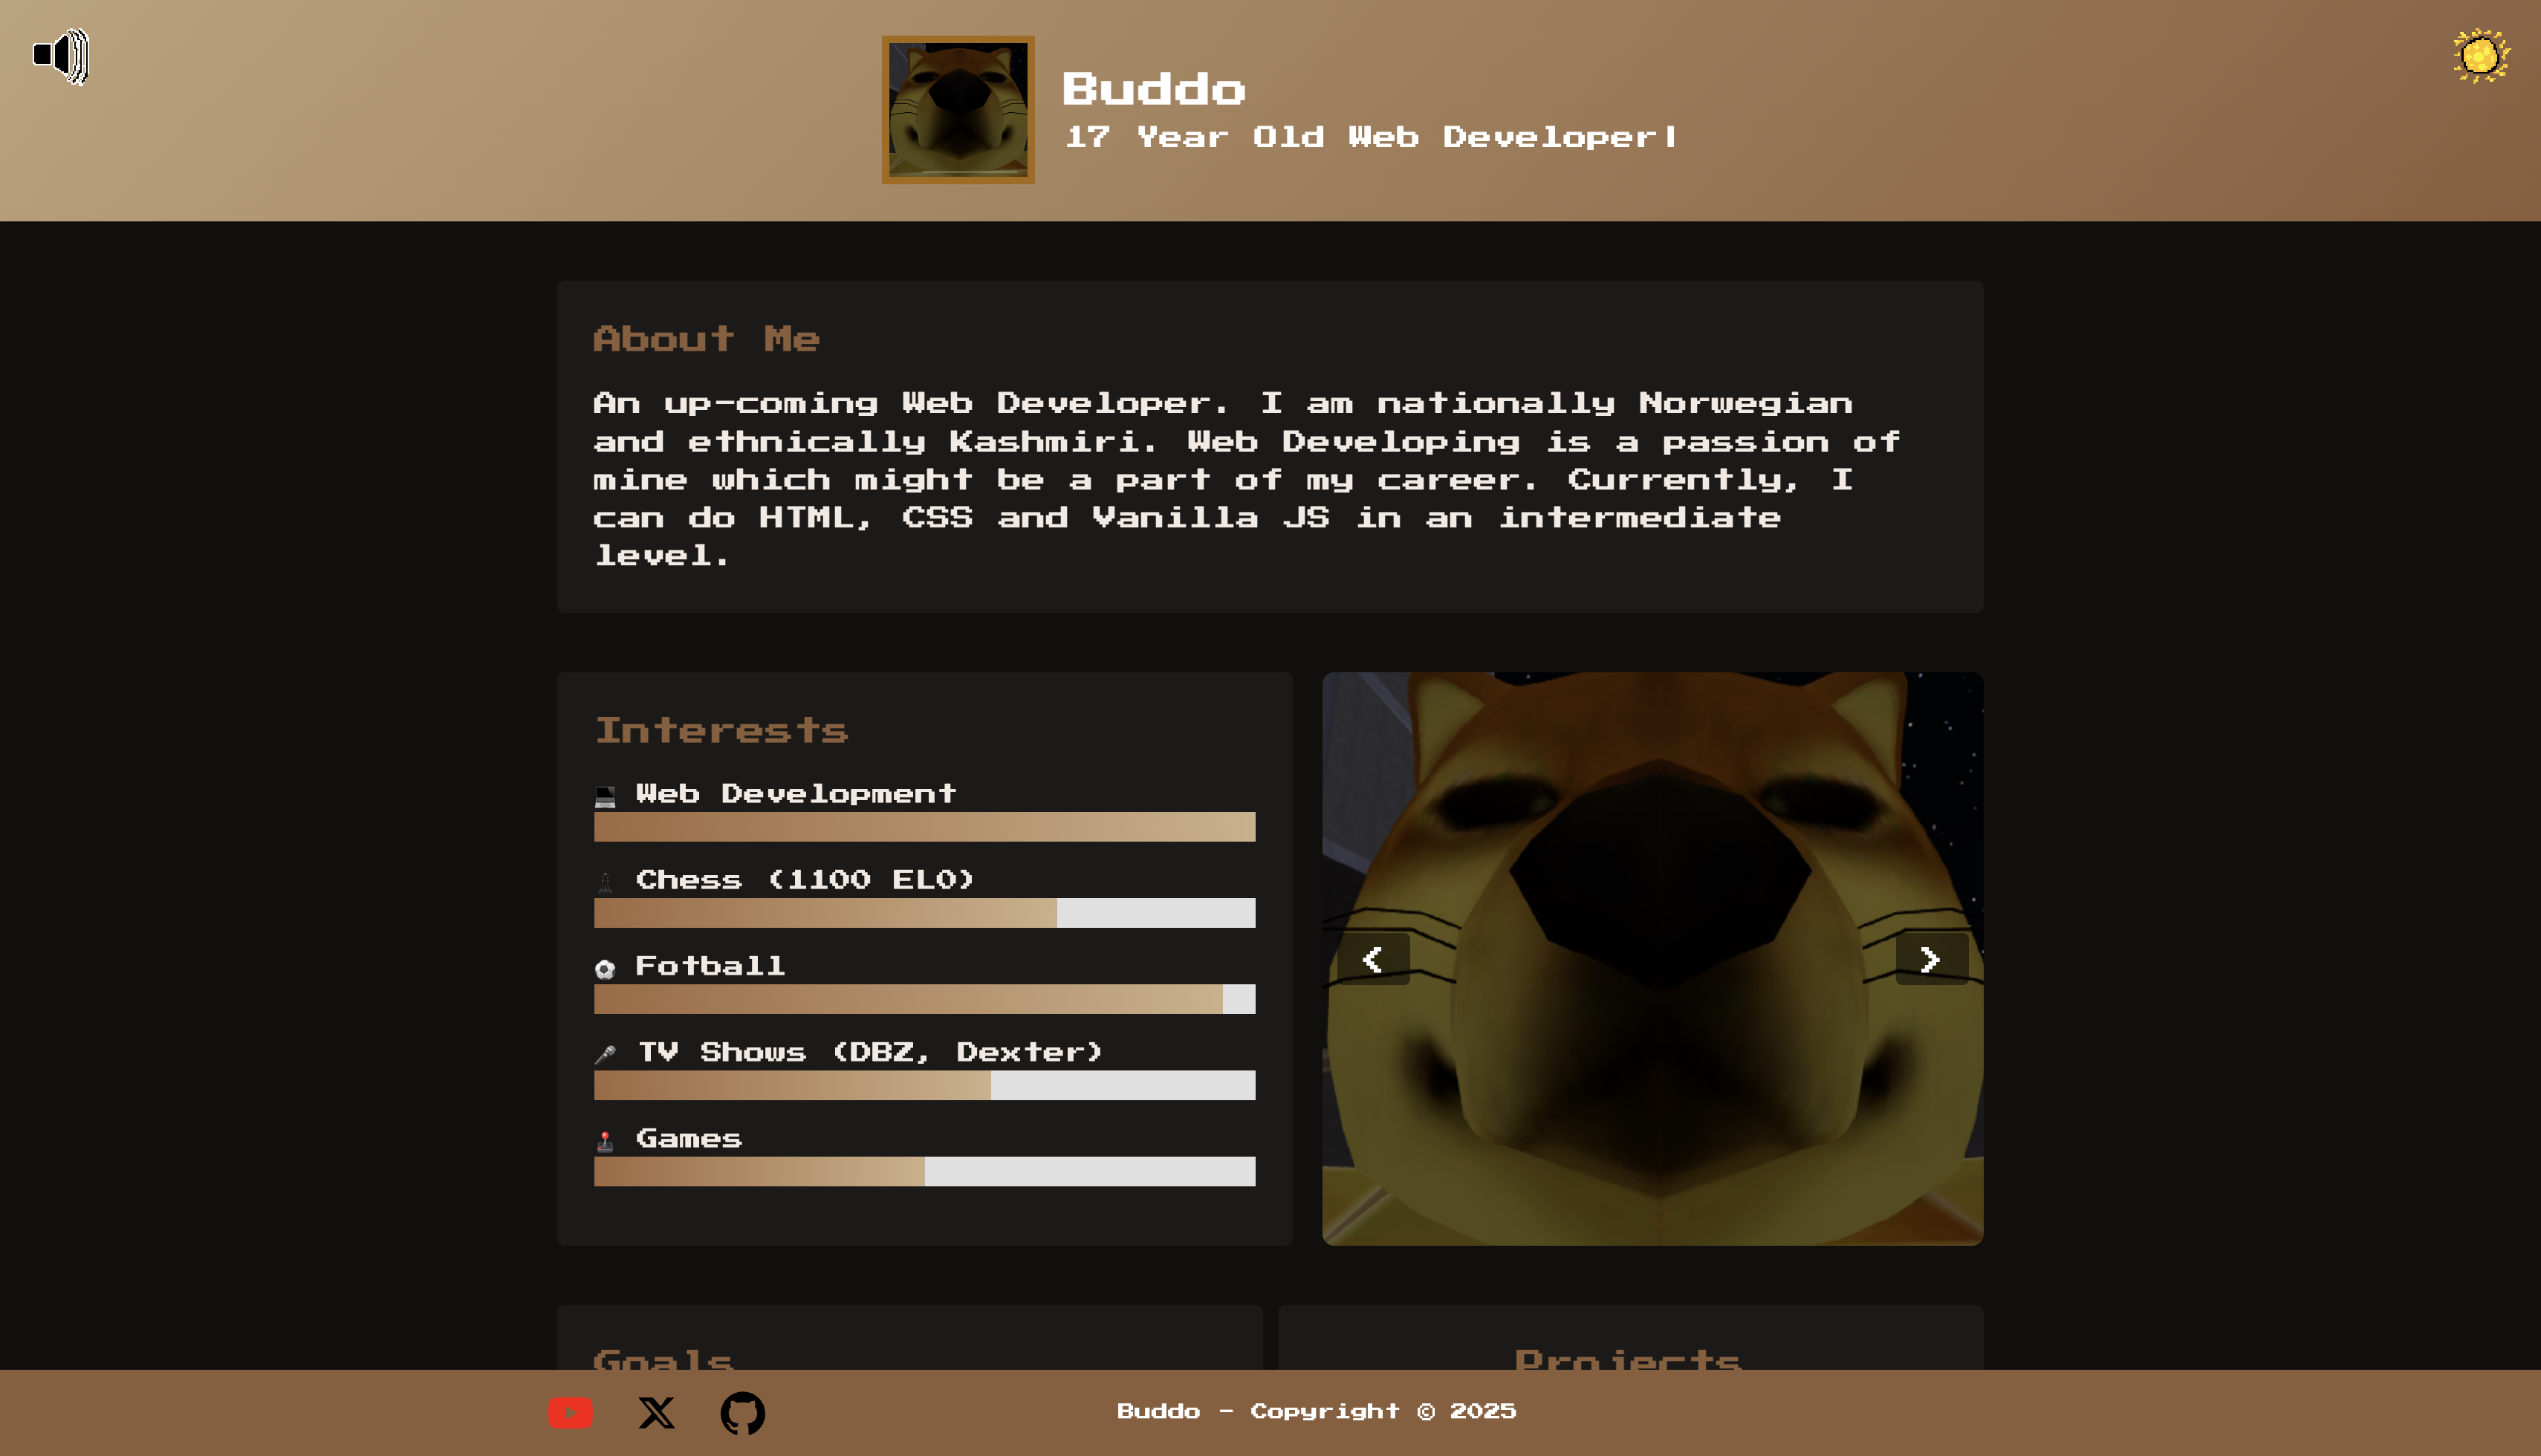 Buddo
17 Year Old Web Developer|
About Me
An up-coming Web Developer. I am nationally Norwegian
and ethnically Kashmiri. Web Developing is a passion of
mine which might be a part of my career. Currently, I
can do HTML, CSS and Vanilla JS in an intermediate
level.
Interests
Web Development
Chess (1100 ELO)
Fotball
TV Shows (DBZ, Dexter)
Games
Goals
Projects
Buddo - Copyright © 2025